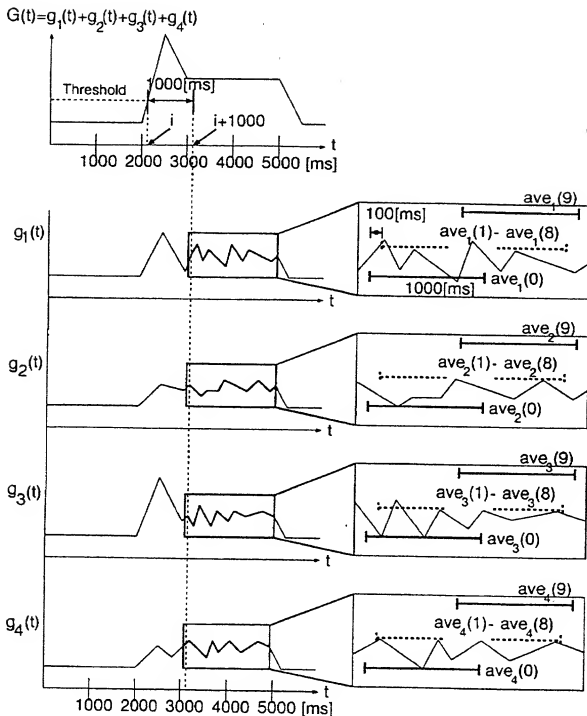 G(t)=g1(t)+g2(t)+g3(t)+g4(t)
Threshold
1000[ms]
i
i+1000
t
1000 2000 3000 4000 5000 [ms]
g1(t)
t
100[ms]
ave1(9)
ave1(1)- ave1(8)
ave1(0)
1000[ms]
g2(t)
t
ave2(9)
ave2(1)- ave2(8)
ave2(0)
g3(t)
t
ave3(9)
ave3(1)- ave3(8)
ave3(0)
g4(t)
t
ave4(9)
ave4(1)- ave4(8)
ave4(0)
1000 2000 3000 4000 5000 [ms]